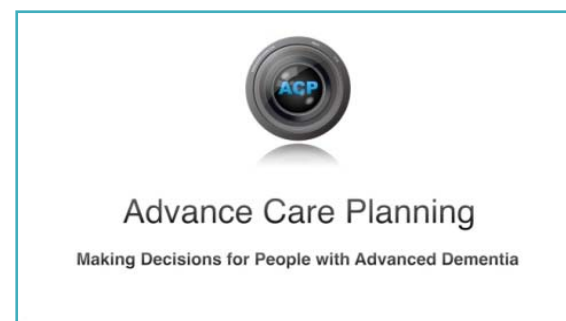 ACP
Advance Care Planning
Making Decisions for People with Advanced Dementia